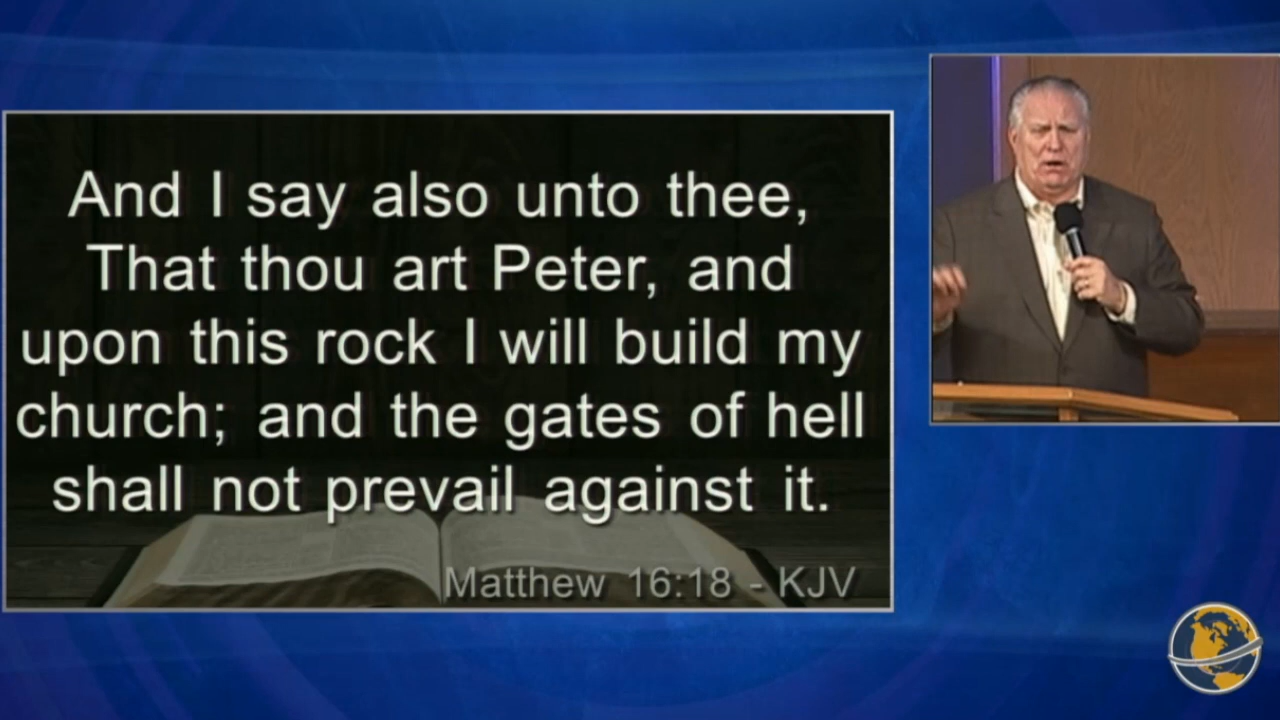 And I say also unto thee,
That thou art Peter, and
upon this rock I will build my
church; and the gates of hell
shall not prevail against it.
Matthew 16:18 - KJV